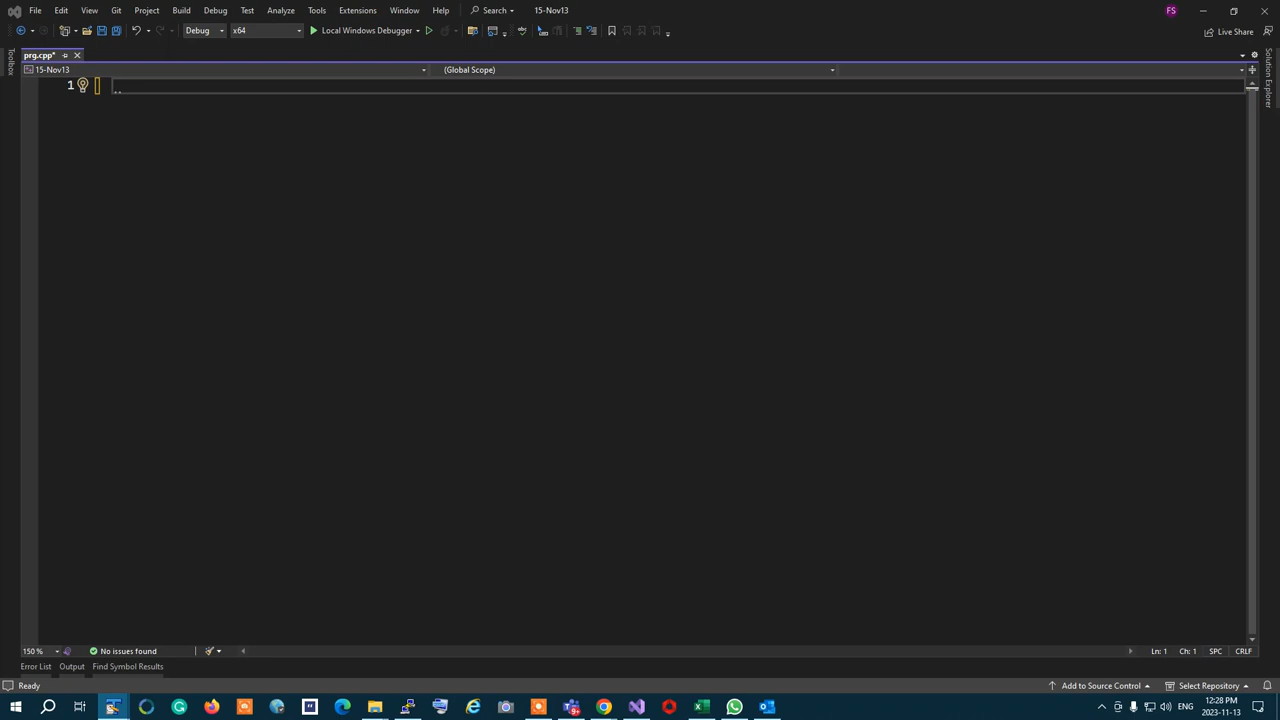 File Edit View Git Project Build Debug Test Analyze Tools Extensions Window Help Search 15-Nov13 FS
Debug x64 Local Windows Debugger Live Share
prg.cpp*
15-Nov13 (Global Scope)
1
Toolbox
Solution Explorer
150 % No issues found Ln: 1 Ch: 1 SPC CRLF
Error List Output Find Symbol Results
Ready Add to Source Control Select Repository
ENG 12:28 PM
2023-11-13